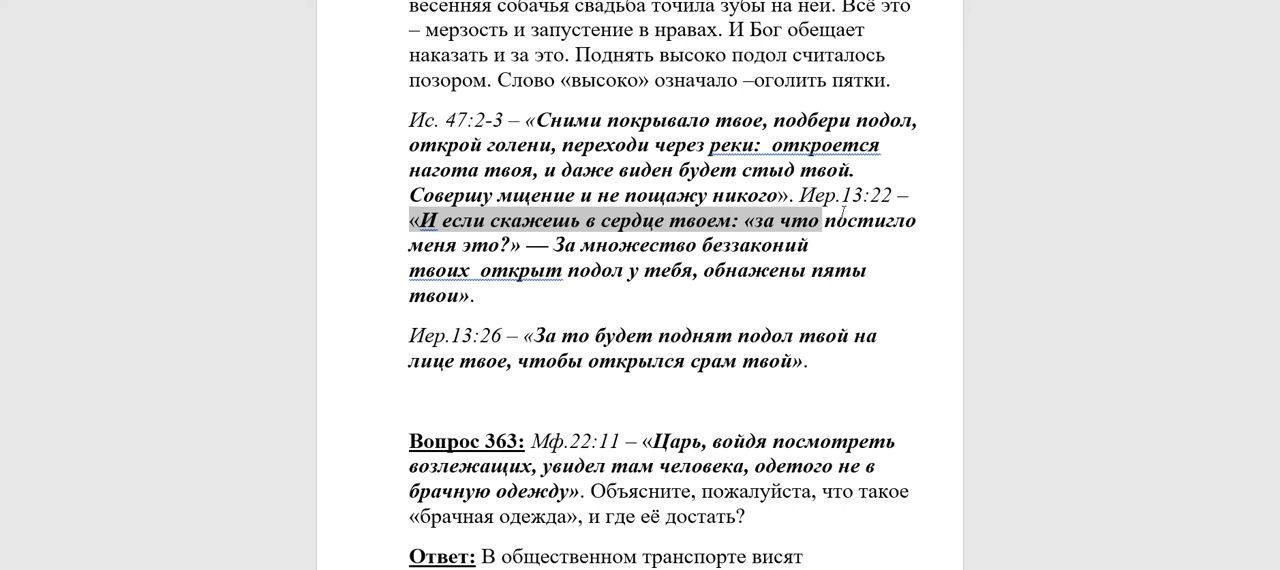 весенняя собачья свадьба точила зубы на ней. Всё это
– мерзость и запустение в нравах. И Бог обещает
наказать и за это. Поднять высоко подол считалось
позором. Слово «высоко» означало –оголить пятки.
Ис. 47:2-3 – «Сними покрывало твое, подбери подол,
открой голени, переходи через реки:  откроется
нагота твоя, и даже виден будет стыд твой.
Совершу мщение и не пощажу никого». Иер.13:22 –
«И если скажешь в сердце твоем: «за что постигло
меня это?» — За множество беззаконий
твоих  открыт подол у тебя, обнажены пяты
твои».
Иер.13:26 – «За то будет поднят подол твой на
лице твое, чтобы открылся срам твой».
Вопрос 363: Мф.22:11 – «Царь, войдя посмотреть
возлежащих, увидел там человека, одетого не в
брачную одежду». Объясните, пожалуйста, что такое
«брачная одежда», и где её достать?
Ответ: В общественном транспорте висят